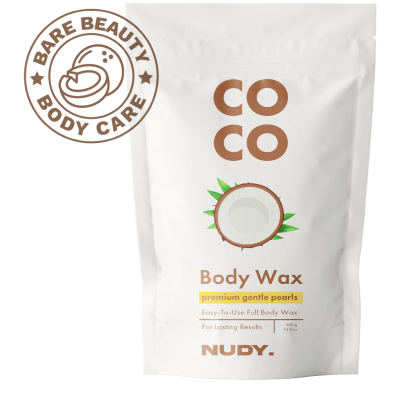 ★ BARE BEAUTY ★
BODY CARE
CO
CO
Body Wax
premium gentle pearls
Easy-To-Use Full Body Wax
For Lasting Results
NUDY.